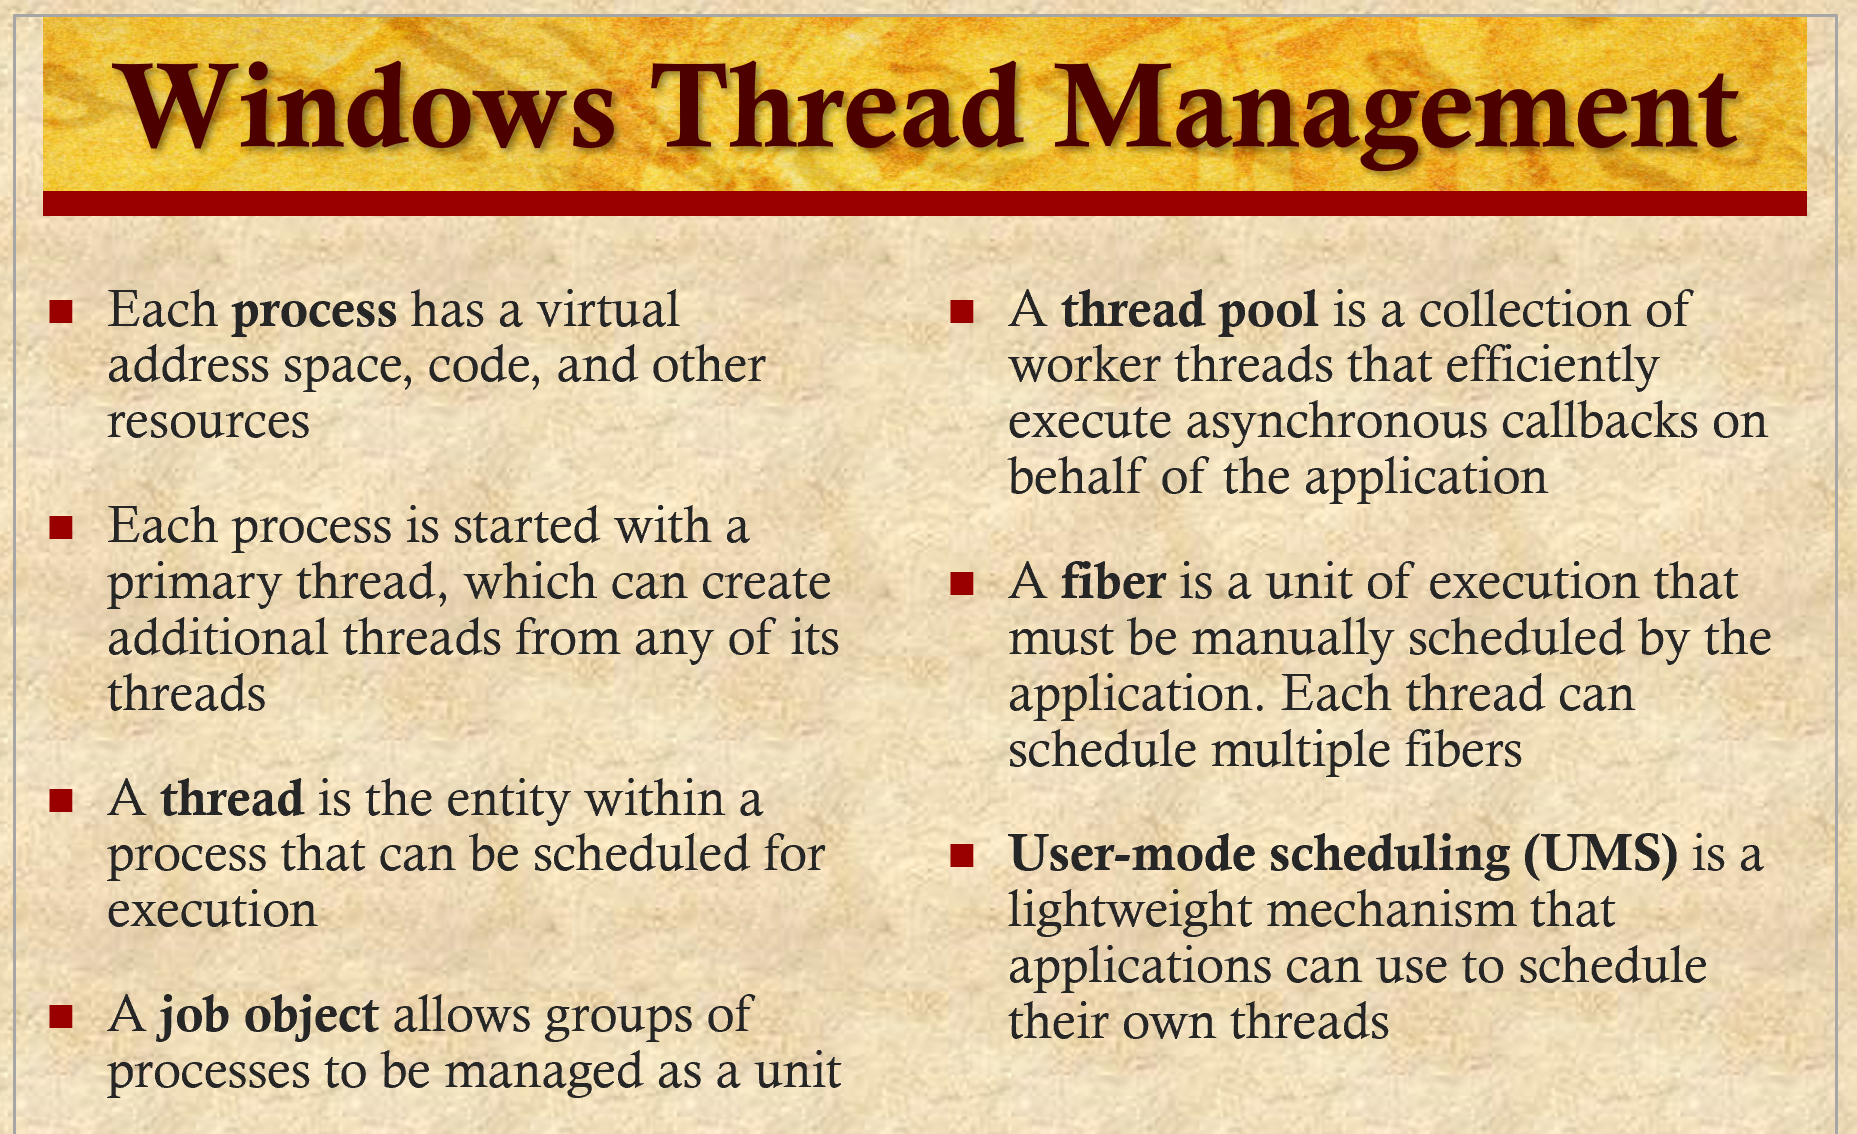 Windows Thread Management
Each process has a virtual
address space, code, and other
resources
Each process is started with a
primary thread, which can create
additional threads from any of its
threads
A thread is the entity within a
process that can be scheduled for
execution
A job object allows groups of
processes to be managed as a unit
A thread pool is a collection of
worker threads that efficiently
execute asynchronous callbacks on
behalf of the application
A fiber is a unit of execution that
must be manually scheduled by the
application. Each thread can
schedule multiple fibers
User-mode scheduling (UMS) is a
lightweight mechanism that
applications can use to schedule
their own threads